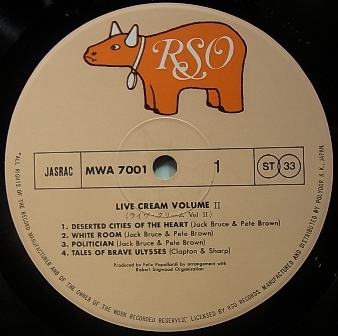 RSO
JASRAC
MWA 7001
1
ST 33
LIVE CREAM VOLUME II
(ライヴ・クリーム Vol II)
1. DESERTED CITIES OF THE HEART (Jack Bruce & Pete Brown)
2. WHITE ROOM (Jack Bruce & Pete Brown)
3. POLITICIAN (Jack Bruce & Pete Brown)
4. TALES OF BRAVE ULYSSES (Clapton & Sharp)
Produced by Felix Pappalardi by arrangement with
Robert Stigwood Organization
"ALL RIGHTS OF THE RECORD MANUFACTURER AND OF THE OWNER OF THE WORK RECORDED RESERVED". LICENSED BY RSO RECORDS, MANUFACTURED AND DISTRIBUTED BY POLYDOR K.K., JAPAN.